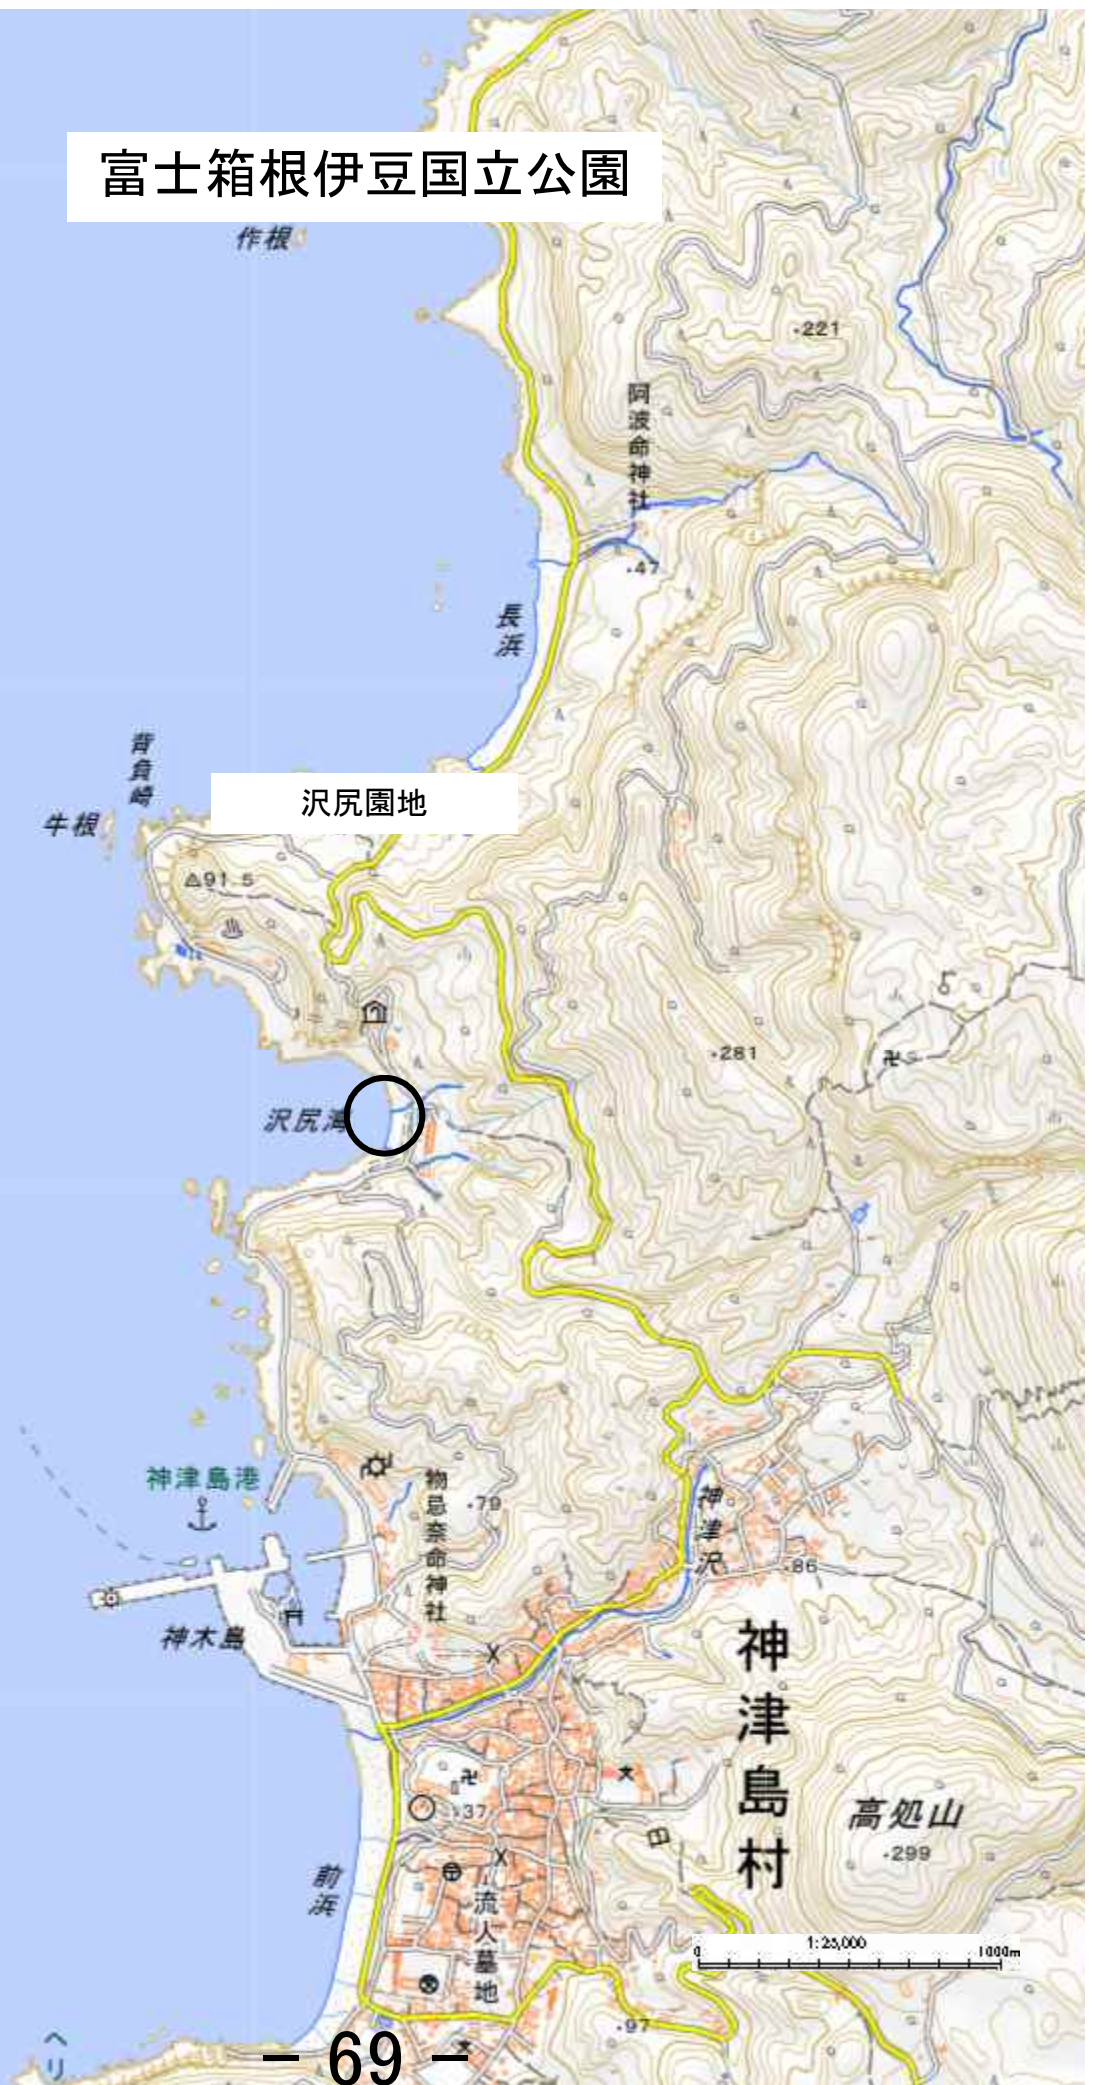 富士箱根伊豆国立公園
作根
221
阿波命神社
47
長浜
背負崎
牛根
沢尻園地
91.5
281
沢尻湾
神津島港
物忌奈命神社
79
神津沢
86
神木島
神津島村
37
高処山
299
前浜
流人墓地
1:25,000
0
1000m
97
ヘリ
- 69 -